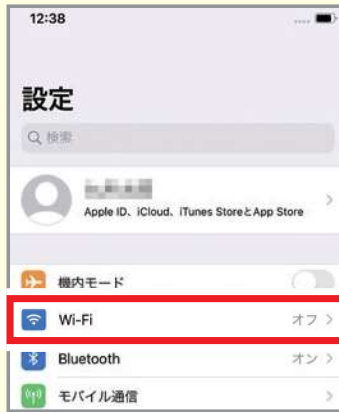 12:38
設定
検索
Apple ID、iCloud、iTunes StoreとApp Store
機内モード
Wi-Fi
オフ
Bluetooth
オン
モバイル通信